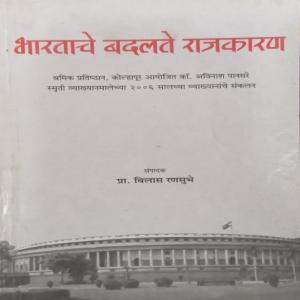 भारताचे बदलते राजकारण
श्रमिक प्रतिष्ठान, कोल्हापूर आयोजित कॉ. अविनाश पानसरे
स्मृती व्याख्यानमालेच्या २००६ सालच्या व्याख्यानांचे संकलन
संपादक
प्रा. विलास रणसुभे